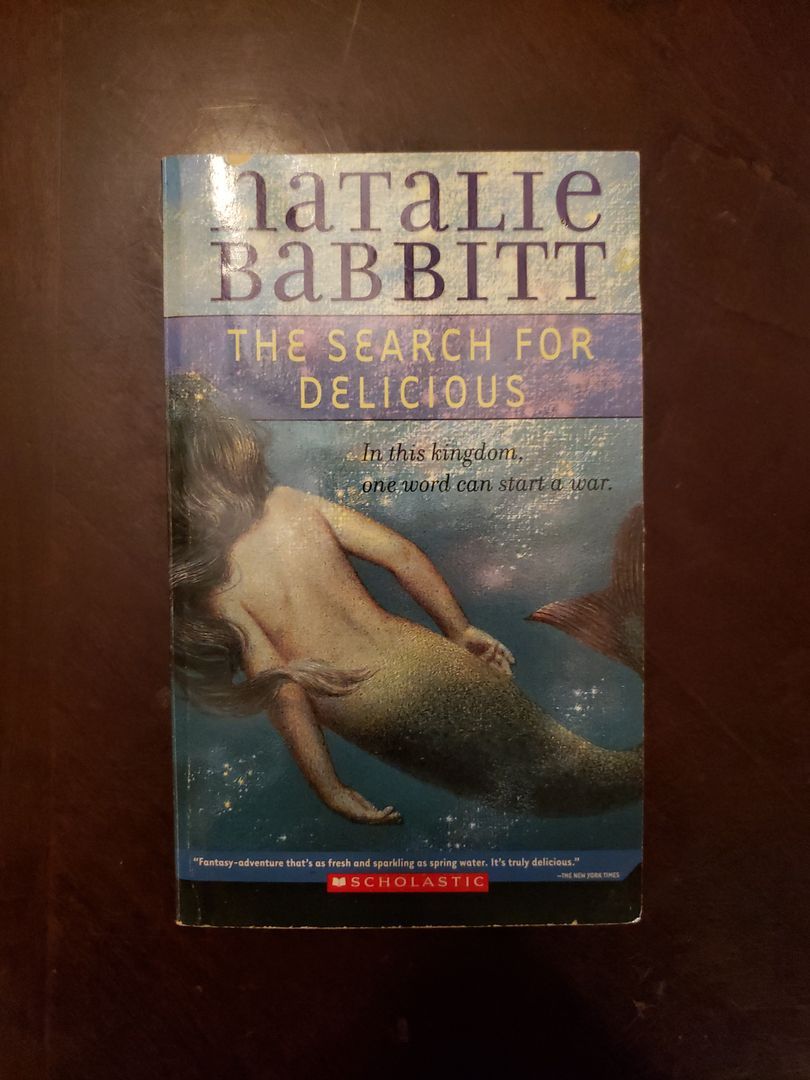 NATALIE
BABBITT
THE SEARCH FOR
DELICIOUS
In this kingdom,
one word can start a war.
"Fantasy-adventure that's as fresh and sparkling as spring water. It's truly delicious."
—THE NEW YORK TIMES
SCHOLASTIC